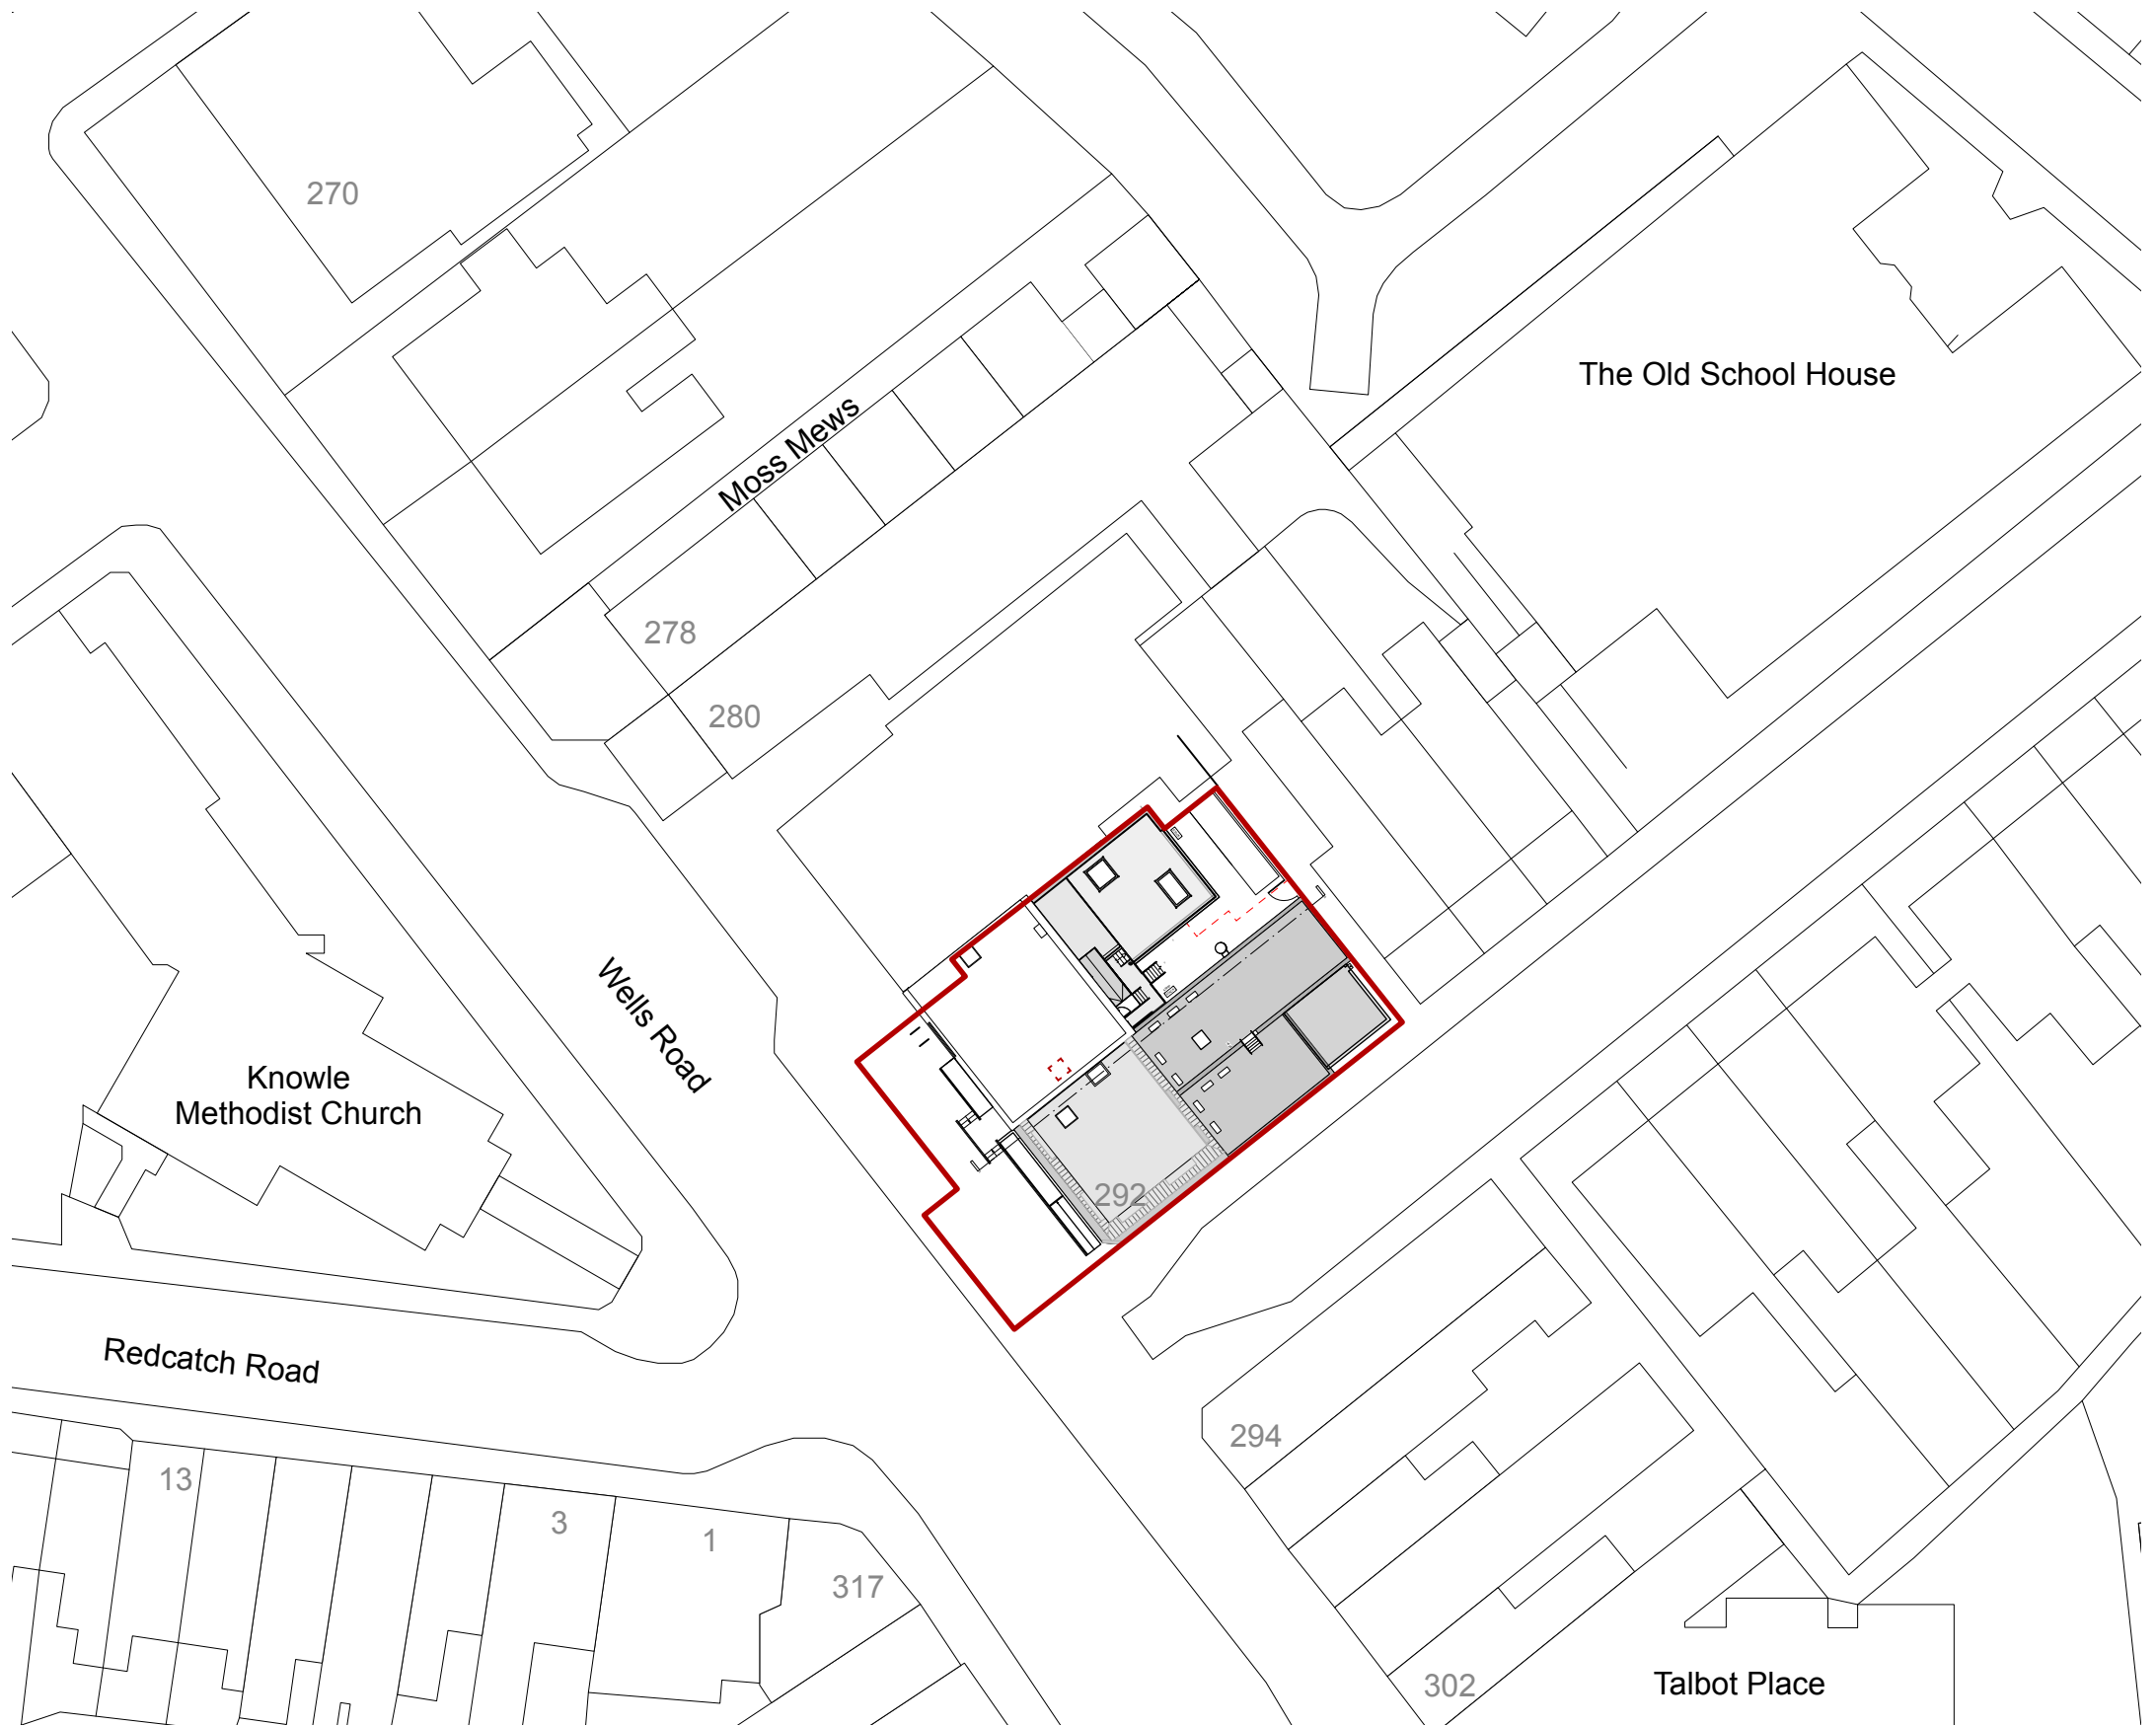 270
The Old School House
Moss Mews
278
280
Wells Road
Knowle
Methodist Church
292
Redcatch Road
294
13
3
1
317
302
Talbot Place